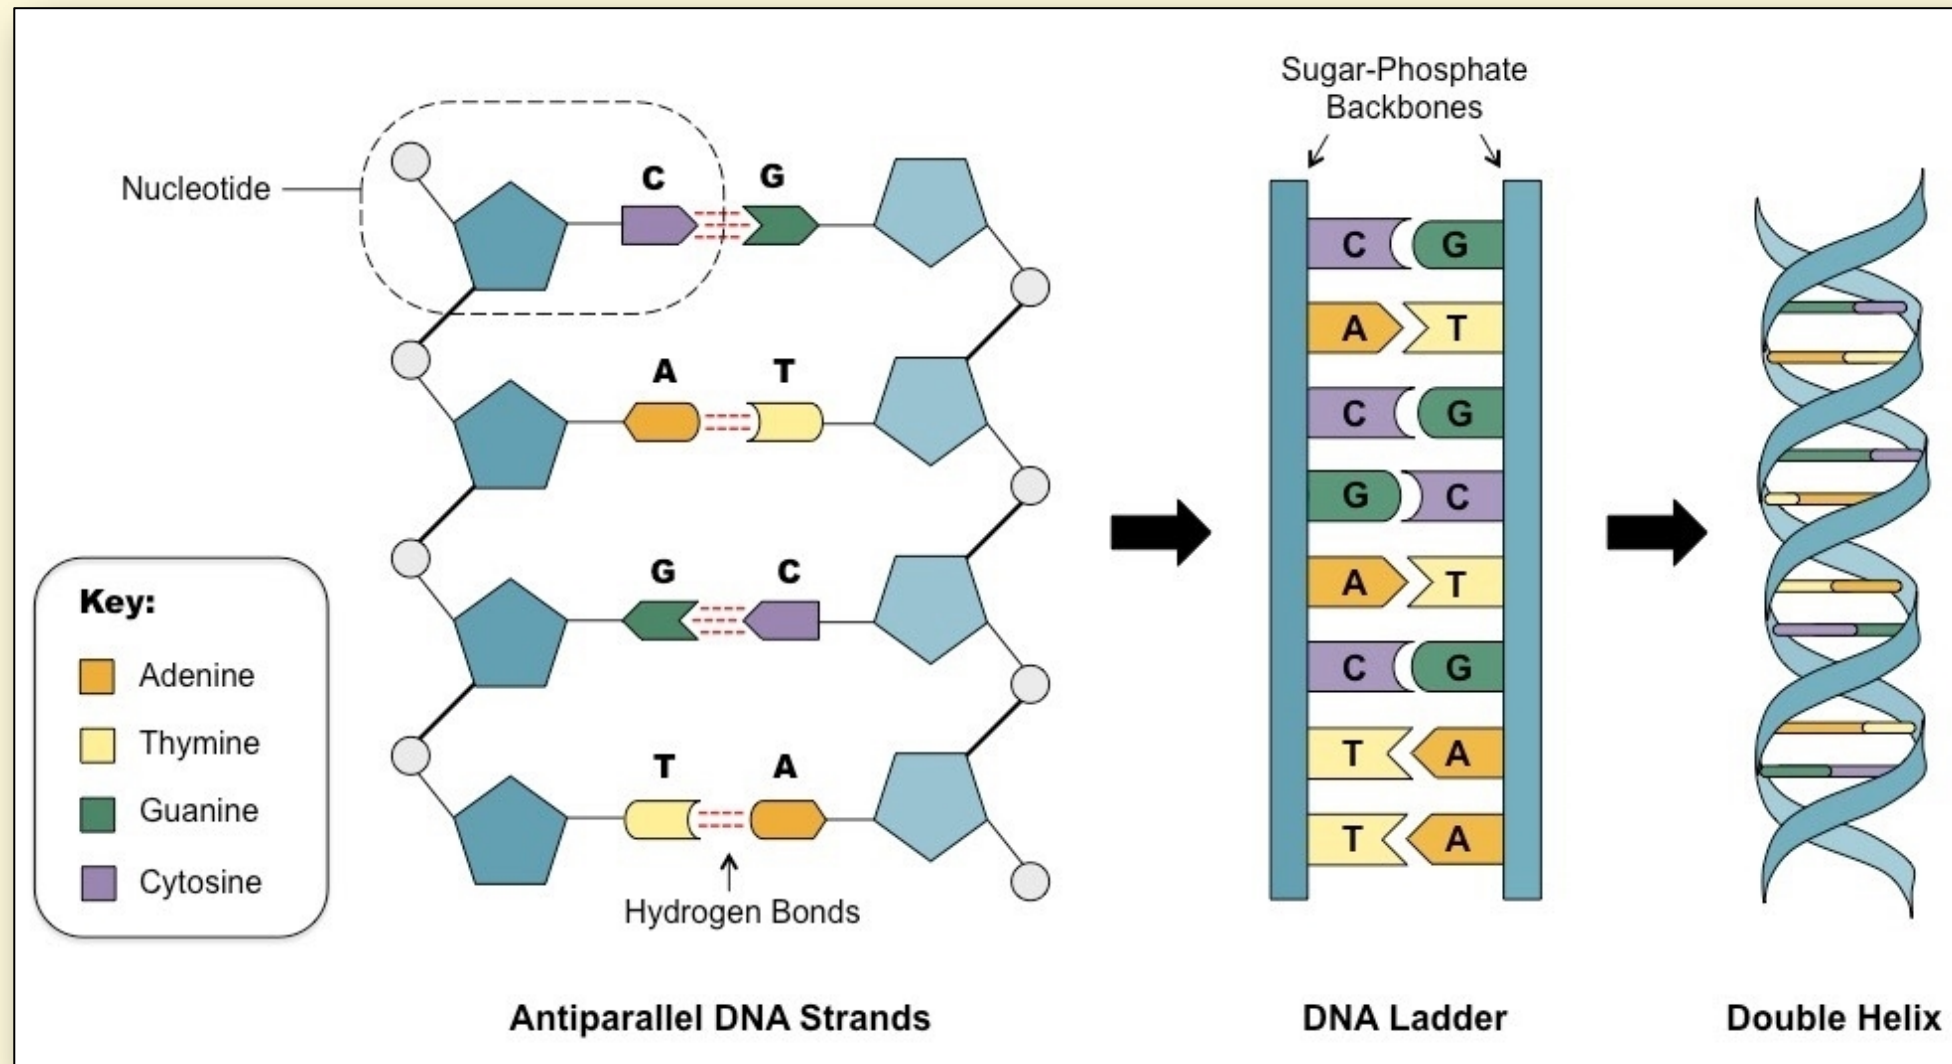 Sugar-Phosphate
Backbones
Nucleotide
C G
A T
G C
T A
Hydrogen Bonds
Key:
Adenine
Thymine
Guanine
Cytosine
C G
A T
C G
G C
A T
C G
T A
T A
Antiparallel DNA Strands
DNA Ladder
Double Helix